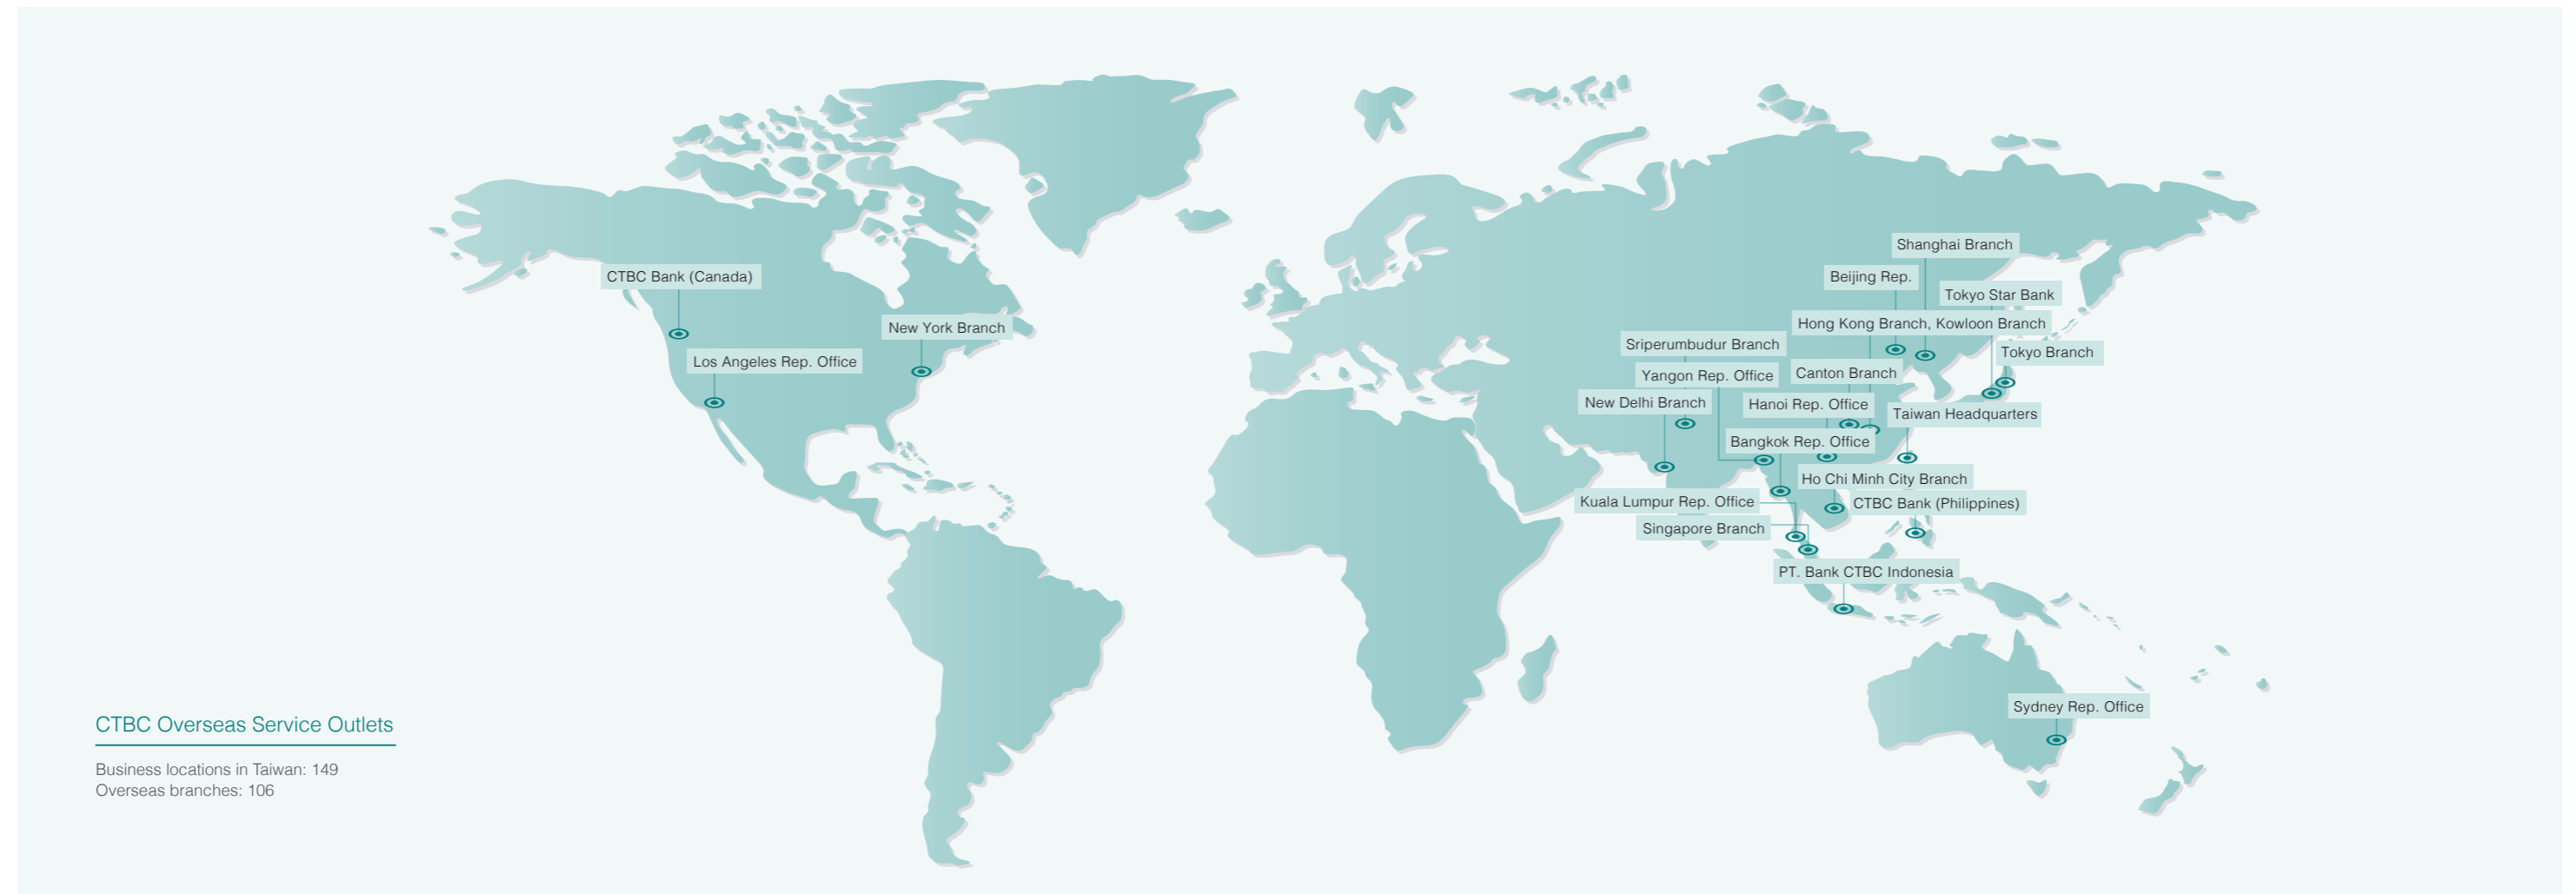 Shanghai Branch
CTBC Bank (Canada)
Beijing Rep.
Tokyo Star Bank
New York Branch
Hong Kong Branch, Kowloon Branch
Sriperumbudur Branch
Tokyo Branch
Los Angeles Rep. Office
Yangon Rep. Office
Canton Branch
New Delhi Branch
Hanoi Rep. Office
Taiwan Headquarters
Bangkok Rep. Office
Ho Chi Minh City Branch
Kuala Lumpur Rep. Office
CTBC Bank (Philippines)
Singapore Branch
PT. Bank CTBC Indonesia
Sydney Rep. Office
CTBC Overseas Service Outlets
Business locations in Taiwan: 149
Overseas branches: 106